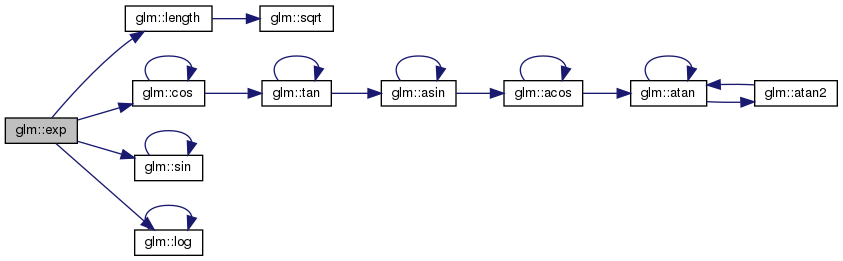 glm::length
glm::sqrt
glm::cos
glm::tan
glm::asin
glm::acos
glm::atan
glm::atan2
glm::exp
glm::sin
glm::log